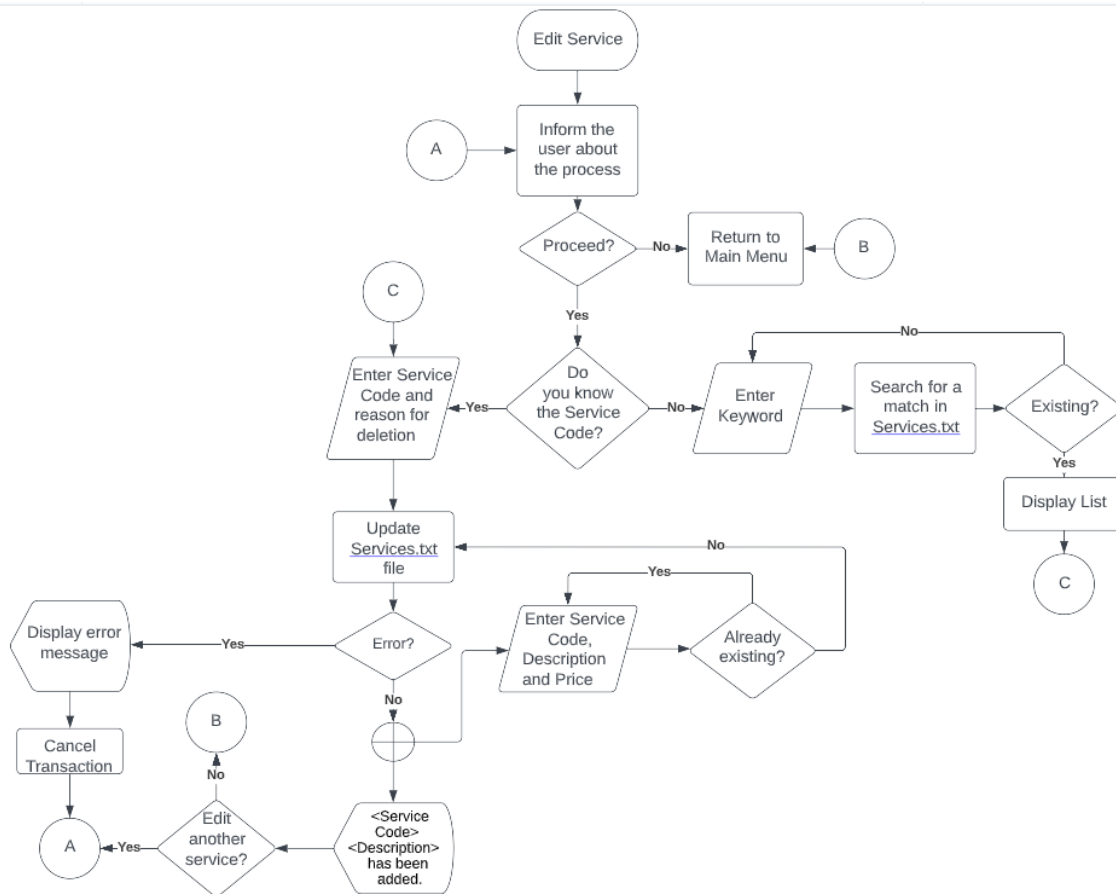 Edit Service
Inform the
user about
the process
A
Proceed?
No
Return to
Main Menu
B
C
Yes
No
Enter Service
Code and
reason for
deletion
Yes
Do
you know
the Service
Code?
No
Enter
Keyword
Search for a
match in
Services.txt
Existing?
Yes
Display List
C
Update
Services.txt
file
No
Yes
Display error
message
Yes
Error?
Enter Service
Code,
Description
and Price
Already
existing?
No
B
Cancel
Transaction
No
A
Yes
Edit
another
service?
<Service
Code>
<Description>
has been
added.